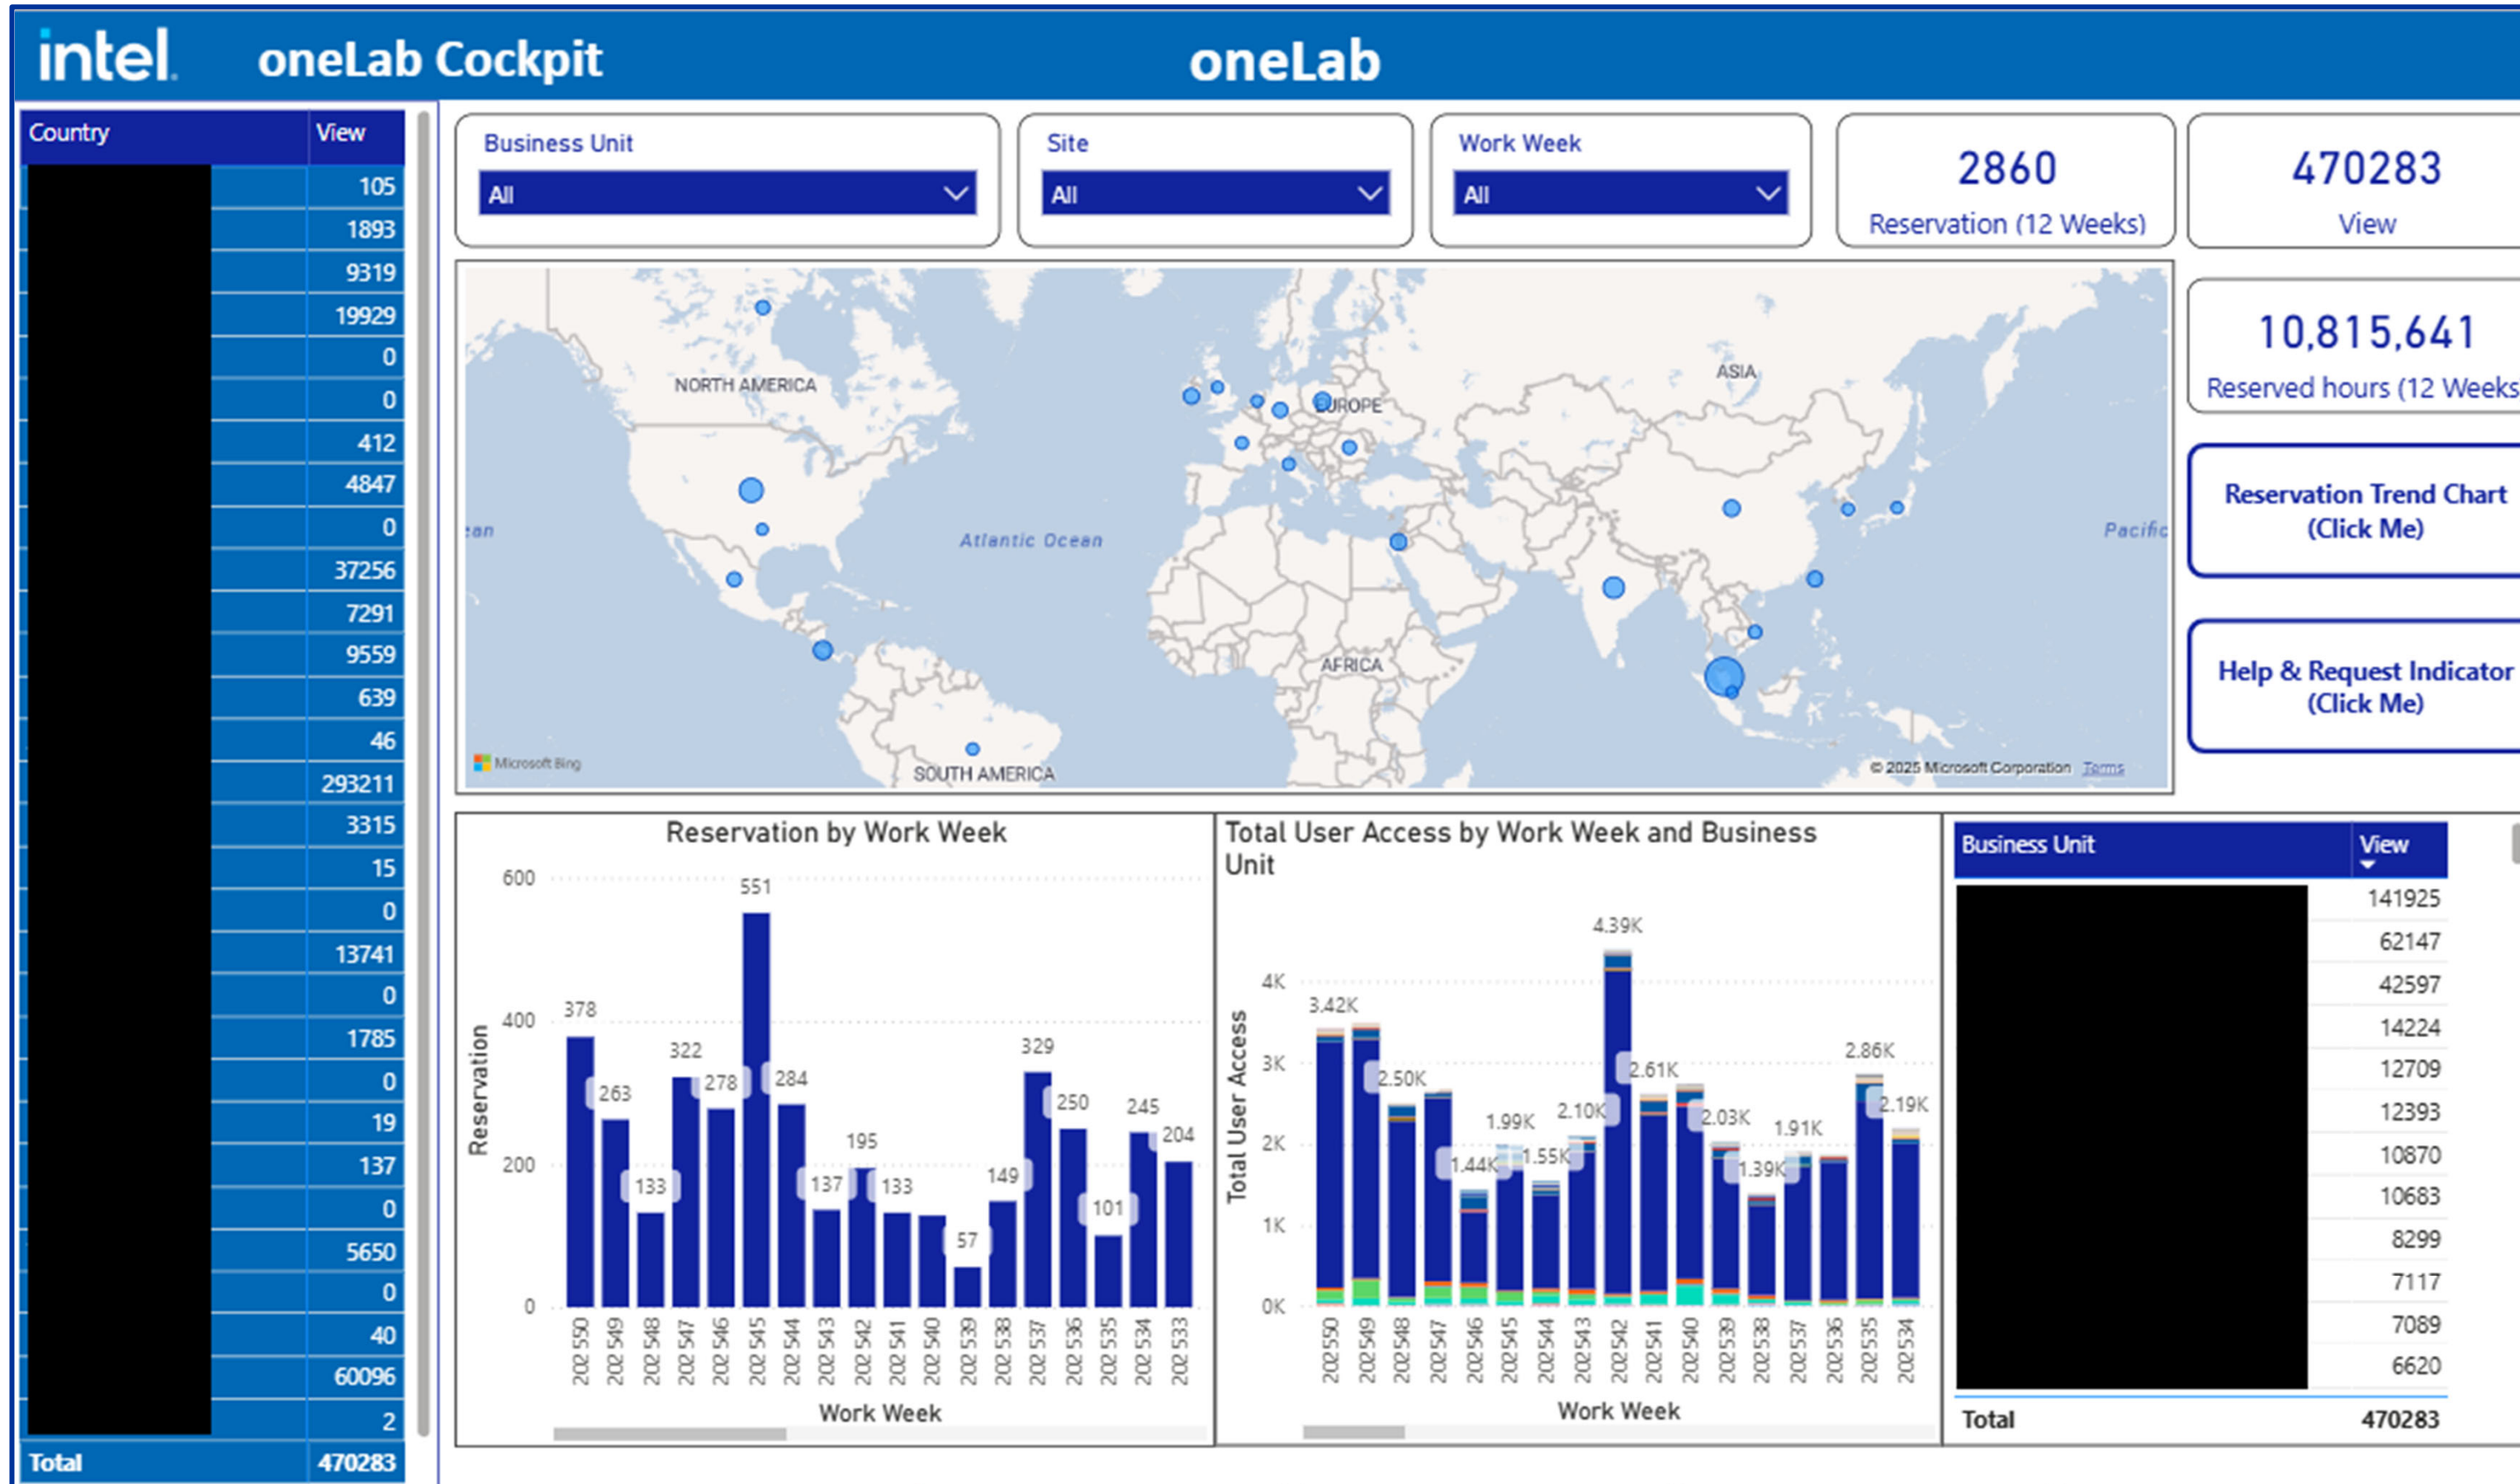 intel.
oneLab Cockpit
oneLab
Country View
105
1893
9319
19929
0
0
412
4847
0
37256
7291
9559
639
46
293211
3315
15
0
13741
0
1785
0
19
137
0
5650
0
40
60096
2
Total 470283
Business Unit
All
Site
All
Work Week
All
2860
Reservation (12 Weeks)
470283
View
NORTH AMERICA
EUROPE
ASIA
Atlantic Ocean
Pacific
AFRICA
SOUTH AMERICA
Microsoft Bing
© 2025 Microsoft Corporation Terms
10,815,641
Reserved hours (12 Weeks
Reservation Trend Chart
(Click Me)
Help & Request Indicator
(Click Me)
Reservation by Work Week
Reservation
600
400
200
0
378
263
133
322
278
551
284
137
195
133
57
149
329
250
101
245
204
202550
202549
202548
202547
202546
202545
202544
202543
202542
202541
202540
202539
202538
202537
202536
202535
202534
202533
Work Week
Total User Access by Work Week and Business
Unit
Total User Access
4K
3K
2K
1K
0K
3.42K
2.50K
1.44K
1.99K
1.55K
2.10K
4.39K
2.61K
2.03K
1.39K
1.91K
2.86K
2.19K
202550
202549
202548
202547
202546
202545
202544
202543
202542
202541
202540
202539
202538
202537
202536
202535
202534
Work Week
Business Unit View
141925
62147
42597
14224
12709
12393
10870
10683
8299
7117
7089
6620
Total 470283